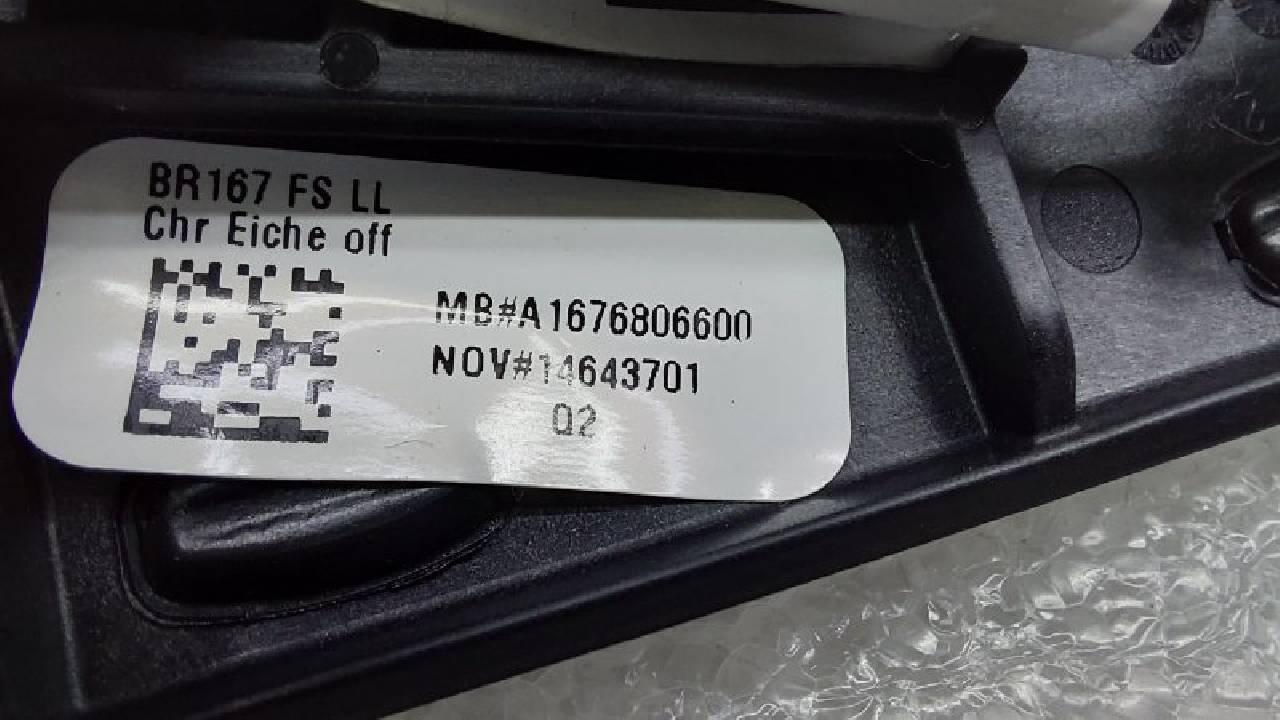 BR167 FS LL
Chr Eiche off
MB#A1676806600
NOV#14643701
Q2